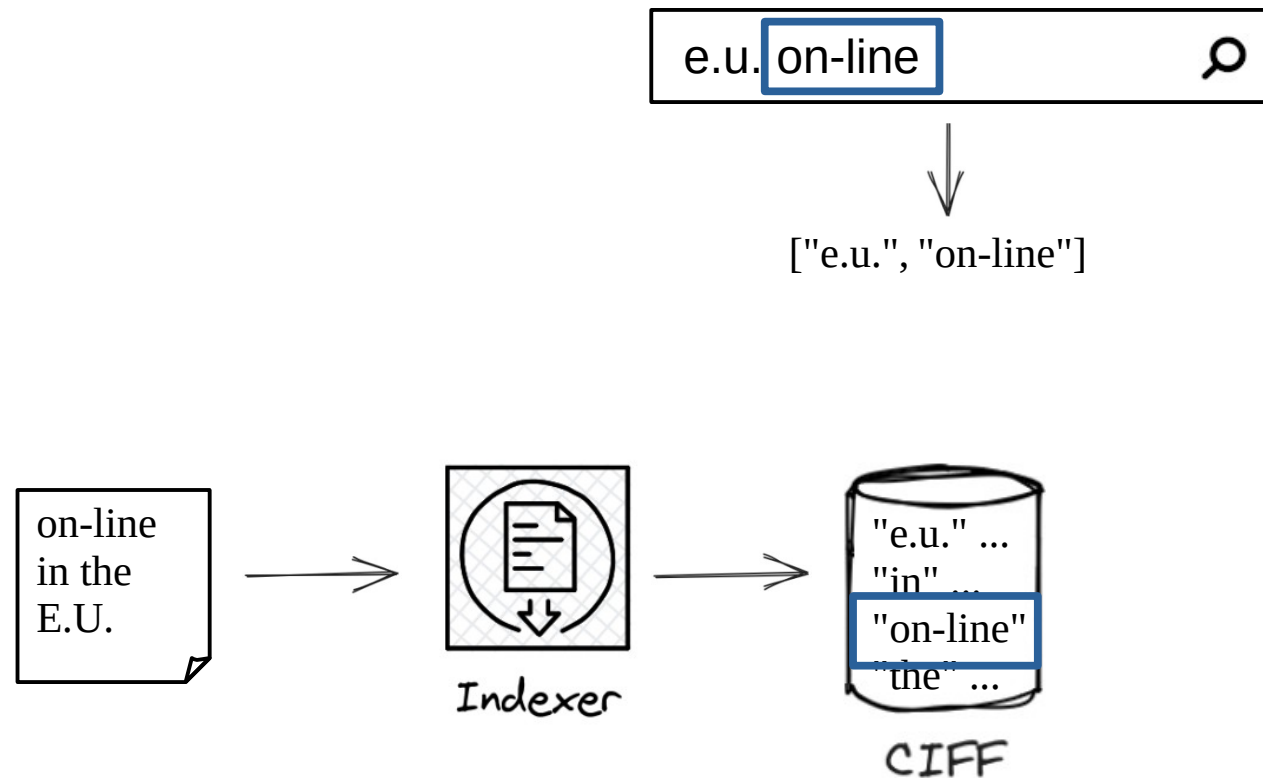 e.u. on-line
["e.u.", "on-line"]
on-line
in the
E.U.
Indexer
"e.u." ...
"in" ...
"on-line"
"the" ...
CIFF